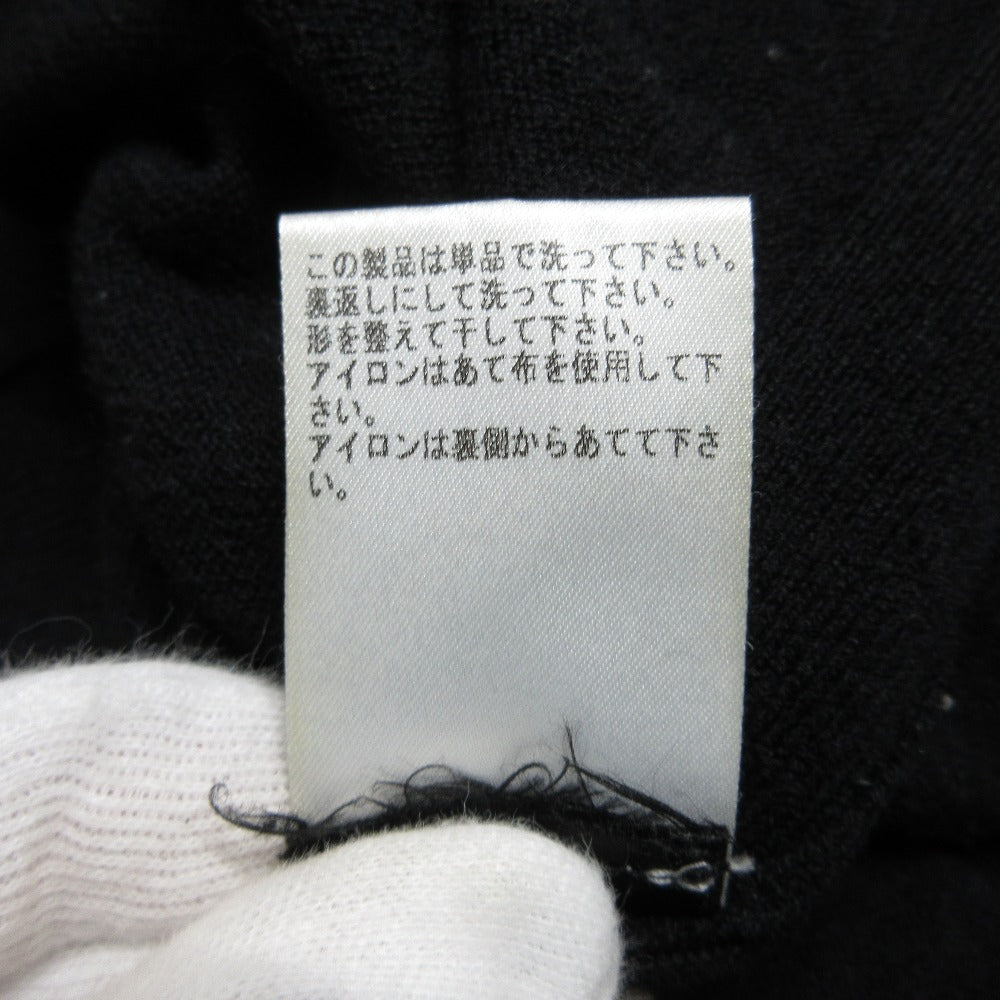 この製品は単品で洗って下さい。
裏返しにして洗って下さい。
形を整えて干して下さい。
アイロンはあて布を使用して下
さい。
アイロンは裏側からあてて下さ
い。